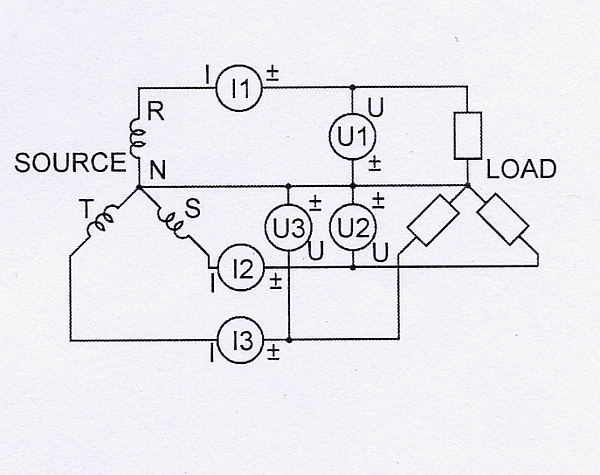 I I1 ±
R U
U1
SOURCE N ± LOAD
T S ± ±
U3 U2
U U
I I2 ±
I I3 ±